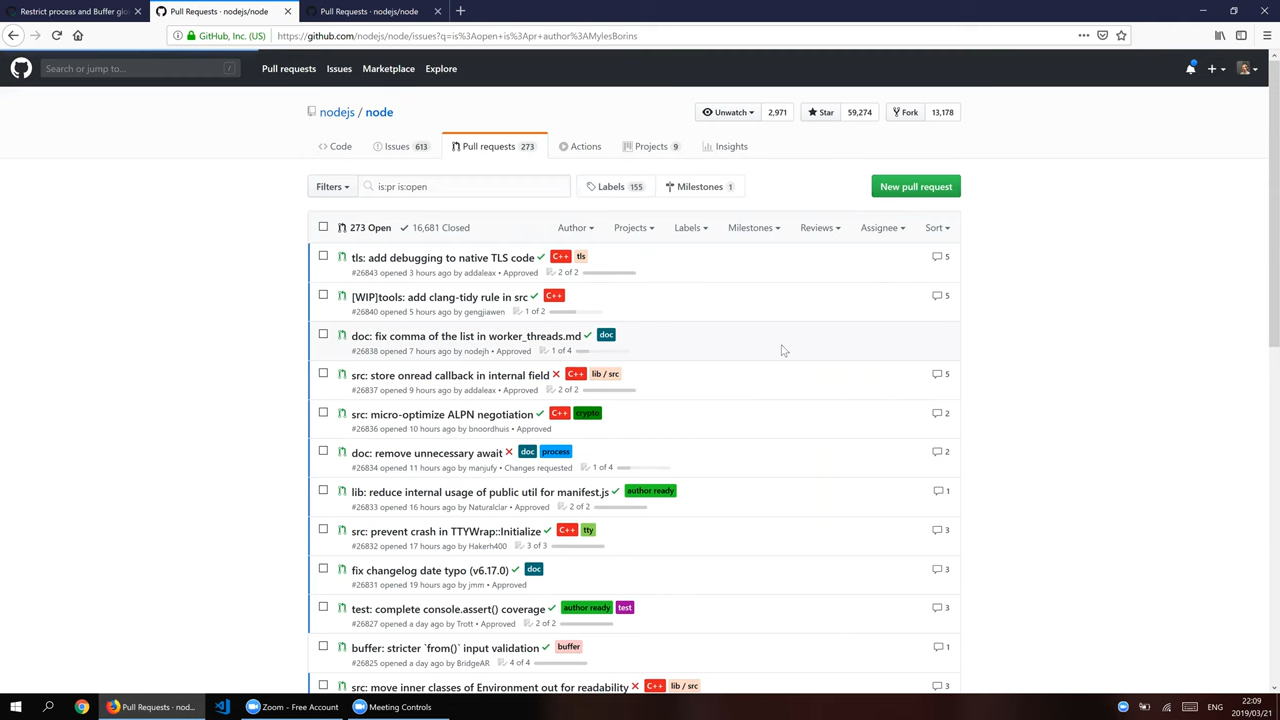 Restrict process and Buffer glo
Pull Requests · nodejs/node
Pull Requests · nodejs/node
GitHub, Inc. (US)
https://github.com/nodejs/node/issues?q=is%3Aopen+is%3Apr+author%3AMylesBorins
Search or jump to...
/
Pull requests
Issues
Marketplace
Explore
nodejs / node
Unwatch
2,971
Star
59,274
Fork
13,178
Code
Issues 613
Pull requests 273
Actions
Projects 9
Insights
Filters
is:pr is:open
Labels 155
Milestones 1
New pull request
273 Open
16,681 Closed
Author
Projects
Labels
Milestones
Reviews
Assignee
Sort
tls: add debugging to native TLS code C++ tls 5
#26843 opened 3 hours ago by addaleax • Approved 2 of 2
[WIP]tools: add clang-tidy rule in src C++ 5
#26840 opened 5 hours ago by gengjiawen 1 of 2
doc: fix comma of the list in worker_threads.md doc
#26838 opened 7 hours ago by nodejh • Approved 1 of 4
src: store onread callback in internal field C++ lib / src 5
#26837 opened 9 hours ago by addaleax • Approved 2 of 2
src: micro-optimize ALPN negotiation C++ crypto 2
#26836 opened 10 hours ago by bnoordhuis • Approved
doc: remove unnecessary await doc process 2
#26834 opened 11 hours ago by manjufy • Changes requested 1 of 4
lib: reduce internal usage of public util for manifest.js author ready 1
#26833 opened 16 hours ago by Naturalclar • Approved 2 of 2
src: prevent crash in TTYWrap::Initialize C++ tty 3
#26832 opened 17 hours ago by Hakerh400 3 of 3
fix changelog date typo (v6.17.0) doc 3
#26831 opened 19 hours ago by jmm • Approved
test: complete console.assert() coverage author ready test 3
#26827 opened a day ago by Trott • Approved 2 of 2
buffer: stricter `from()` input validation buffer 1
#26825 opened a day ago by BridgeAR 4 of 4
src: move inner classes of Environment out for readability C++ lib / src 3
Pull Requests · nod...
Zoom - Free Account
Meeting Controls
ENG
22:09
2019/03/21